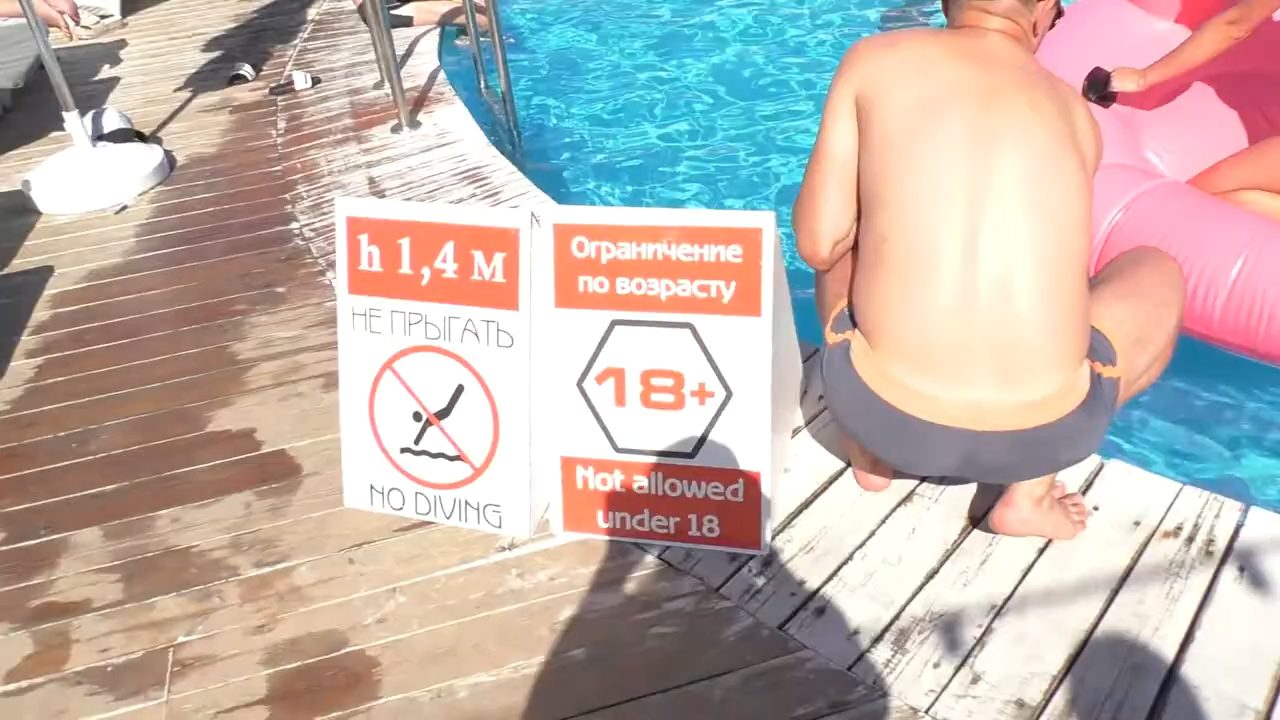 h 1,4 м
НЕ ПРЫГАТЬ
NO DIVING
Ограничение
по возрасту
18+
Not allowed
under 18